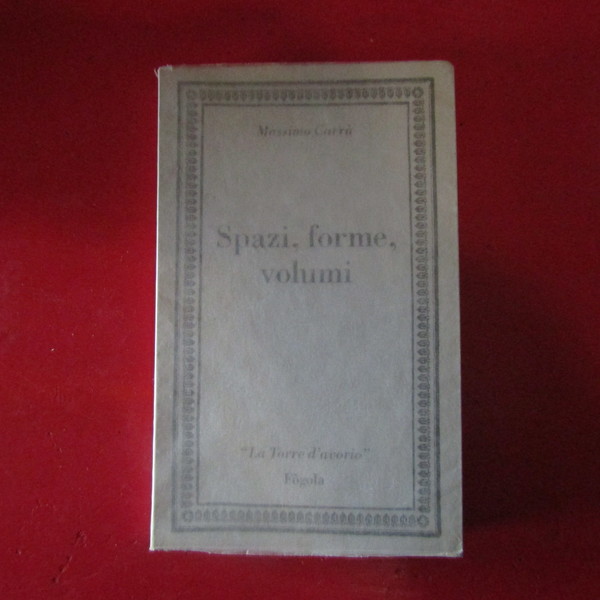 Massimo Carrà
Spazi, forme,
volumi
"La Torre d'avorio"
Fògola